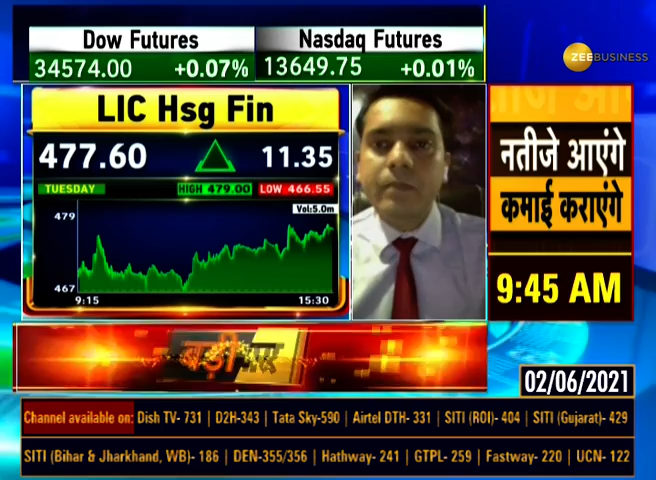 Dow Futures
34574.00 +0.07%
Nasdaq Futures
13649.75 +0.01%
ZEE BUSINESS
LIC Hsg Fin
477.60 11.35
TUESDAY HIGH 479.00 LOW 466.55
Vol:5.0m
479
467
9:15 15:30
नतीजे आएंगे
कमाई कराएंगे
9:45 AM
02/06/2021
Channel available on: Dish TV- 731 | D2H-343 | Tata Sky-590 | Airtel DTH- 331 | SITI (ROI)- 404 | SITI (Gujarat)- 429
SITI (Bihar & Jharkhand, WB)- 186 | DEN-355/356 | Hathway- 241 | GTPL- 259 | Fastway- 220 | UCN- 122